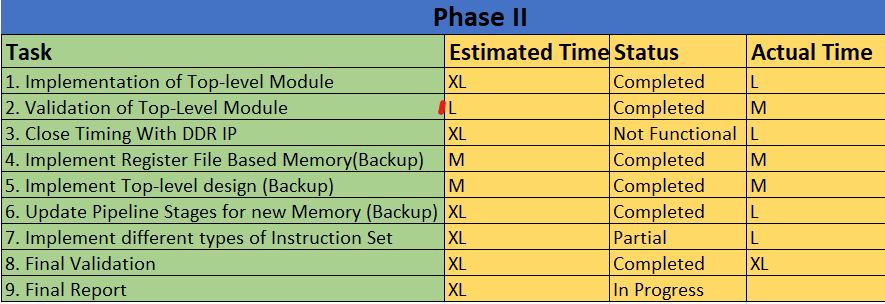 Phase II
Task Estimated Time Status Actual Time
1. Implementation of Top-level Module XL Completed L
2. Validation of Top-Level Module L Completed M
3. Close Timing With DDR IP XL Not Functional L
4. Implement Register File Based Memory(Backup) M Completed M
5. Implement Top-level design (Backup) M Completed M
6. Update Pipeline Stages for new Memory (Backup) XL Completed L
7. Implement different types of Instruction Set XL Partial L
8. Final Validation XL Completed XL
9. Final Report XL In Progress